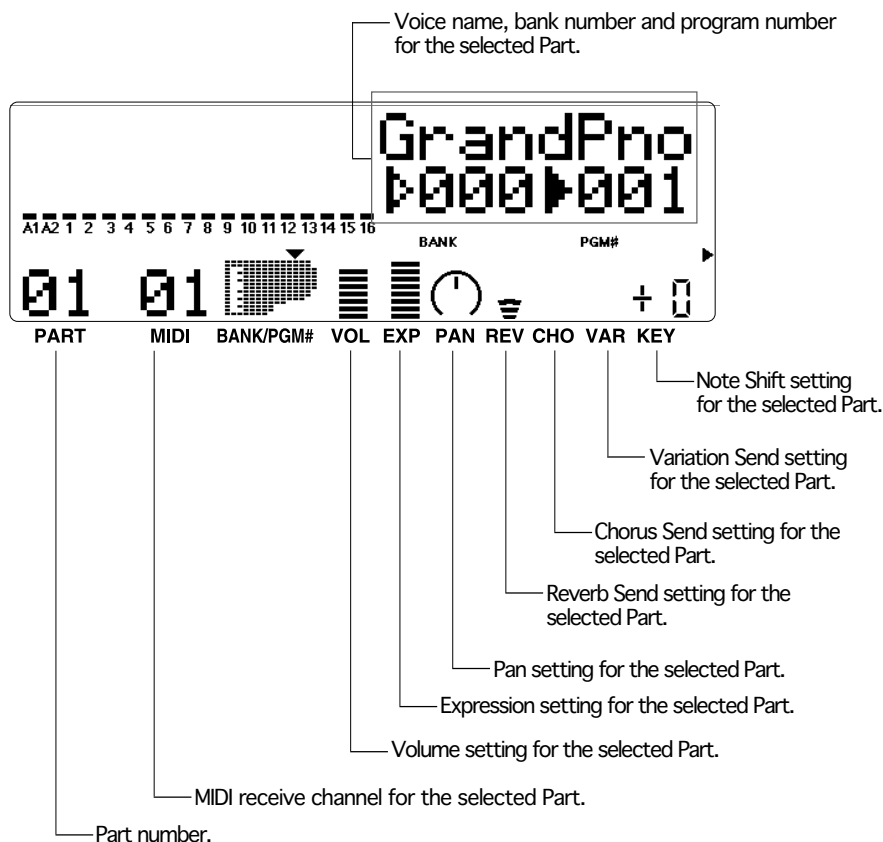 Voice name, bank number and program number
for the selected Part.
GrandPno
000 001
A1 A2 1 2 3 4 5 6 7 8 9 10 11 12 13 14 15 16
BANK PGM#
01 01 + 0
PART MIDI BANK/PGM# VOL EXP PAN REV CHO VAR KEY
Note Shift setting
for the selected Part.
Variation Send setting
for the selected Part.
Chorus Send setting for the
selected Part.
Reverb Send setting for the
selected Part.
Pan setting for the selected Part.
Expression setting for the selected Part.
Volume setting for the selected Part.
MIDI receive channel for the selected Part.
Part number.